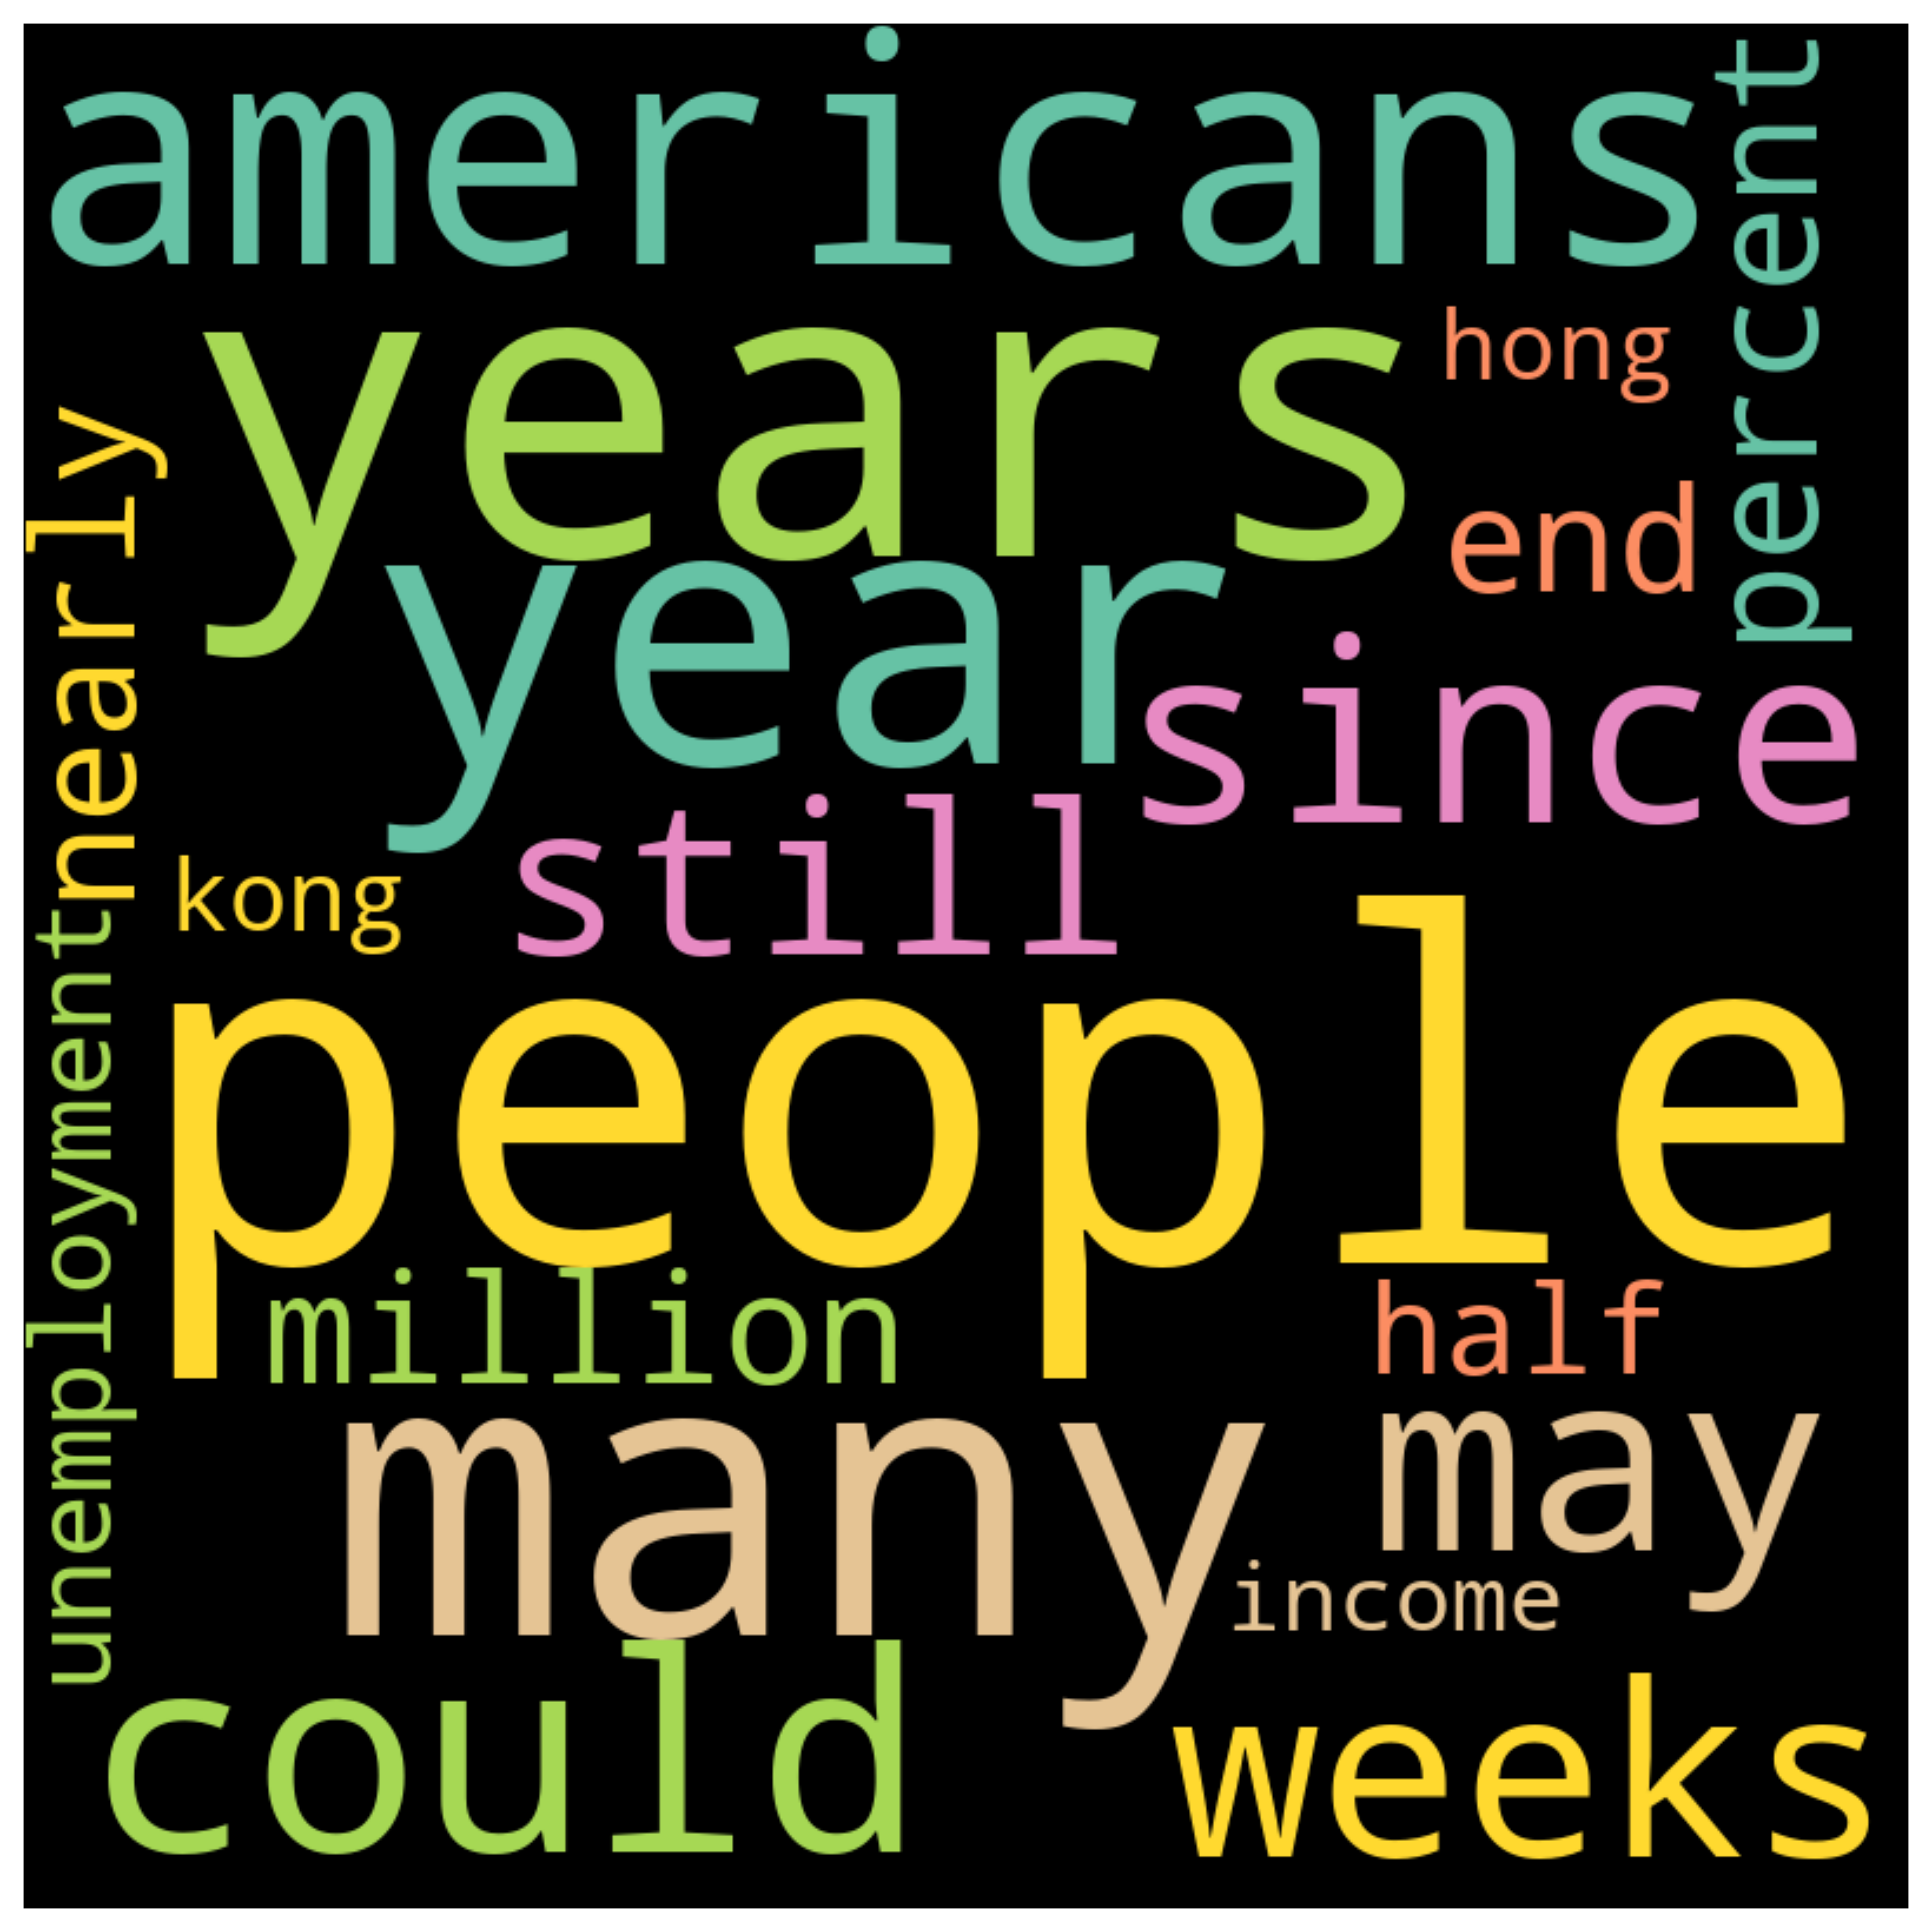 americans
percent
years
hong
nearly
end
year
since
still
kong
people
unemployment
million
half
many
may
income
could
weeks